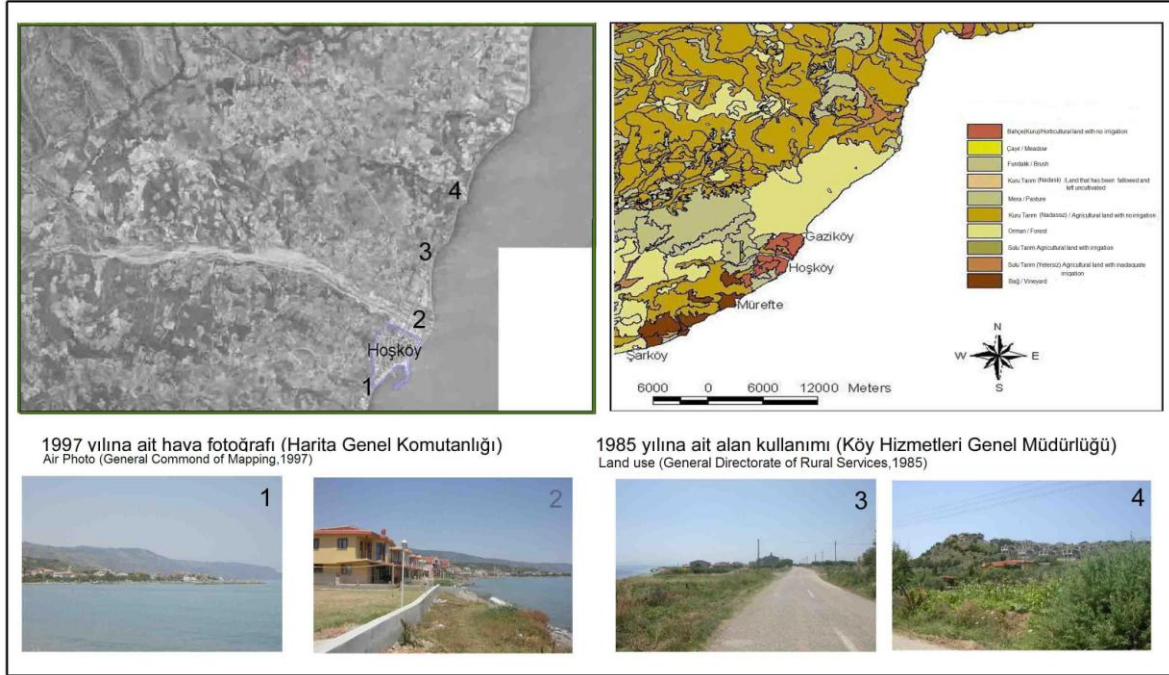 4
3
2
Hoşköy
1
Bahçe(Kuru)/Horticultural land with no irrigation
Çayır / Meadow
Fundalık / Brush
Kuru Tarım (Nadaslı) /Land that has been fallowed and
left uncultivated
Mera / Pasture
Kuru Tarım (Nadassız) / Agricultural land with no irrigation
Orman / Forest
Sulu Tarım Agricultural land with irrigation
Sulu Tarım (Yetersiz) Agricultural land with inadaquate
irrigation
Bağ / Vineyard
Gaziköy
Hoşköy
Mürefte
Şarköy
N
W E
S
6000 0 6000 12000 Meters
1997 yılına ait hava fotoğrafı (Harita Genel Komutanlığı)
Air Photo (General Commond of Mapping,1997)
1985 yılına ait alan kullanımı (Köy Hizmetleri Genel Müdürlüğü)
Land use (General Directorate of Rural Services,1985)
1
2
3
4